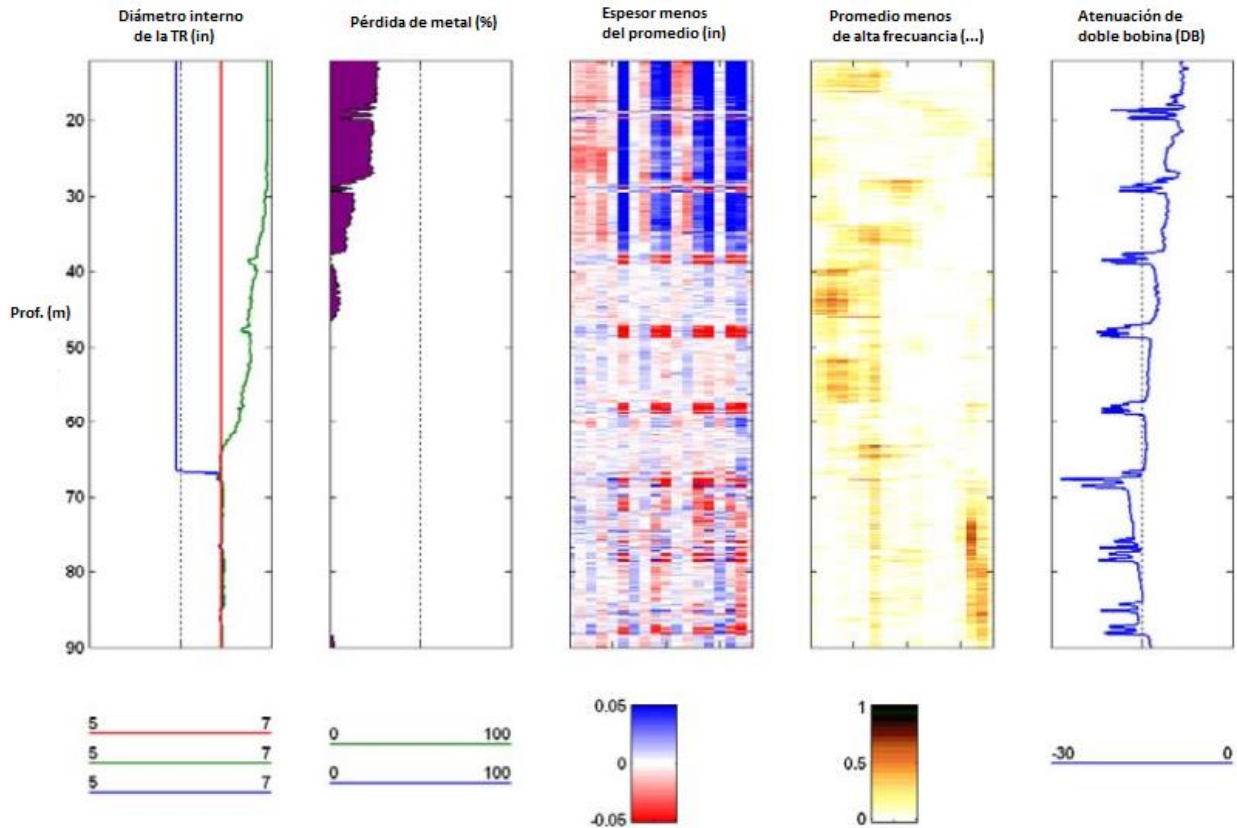 Diámetro interno
de la TR (in)
Pérdida de metal (%)
Espesor menos
del promedio (in)
Promedio menos
de alta frecuancia (...)
Atenuación de
doble bobina (DB)
Prof. (m)
20
30
40
50
60
70
80
90
5 7
5 7
5 7
0 100
0 100
0.05
0
-0.05
1
0.5
0
-30 0